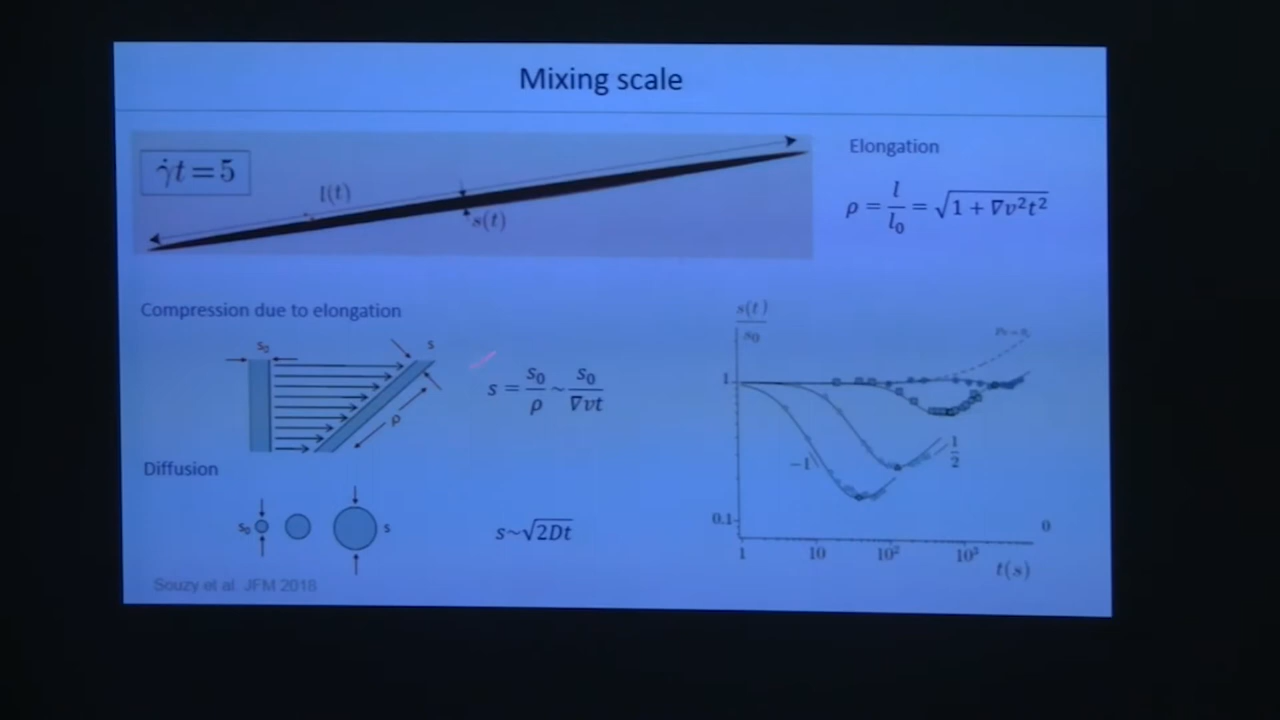 Mixing scale
γ̇t = 5
l(t)
s(t)
Elongation
ρ = l/l₀ = √(1 + ∇v²t²)
Compression due to elongation
s₀
s
ρ
s = s₀/ρ ~ s₀/∇vt
Diffusion
s₀
s
s~√2Dt
Souzy et al. JFM 2018
s(t)/s₀
1
0.1
−1
1/2
0
1 10 10² 10³
t(s)